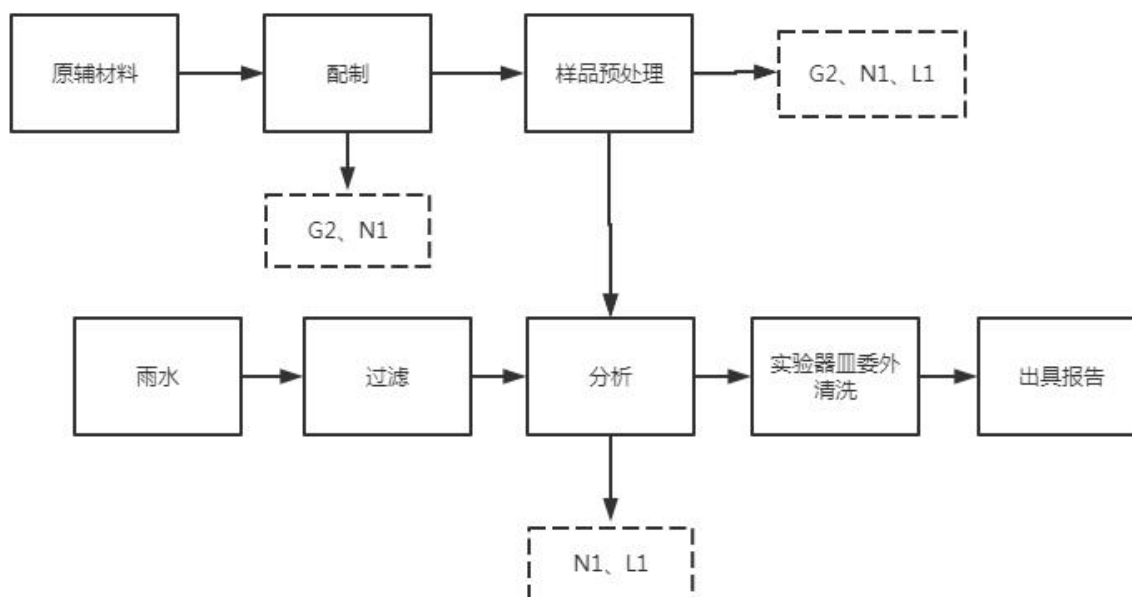 原辅材料
配制
样品预处理
G2、N1、L1
G2、N1
雨水
过滤
分析
实验器皿委外
清洗
出具报告
N1、L1